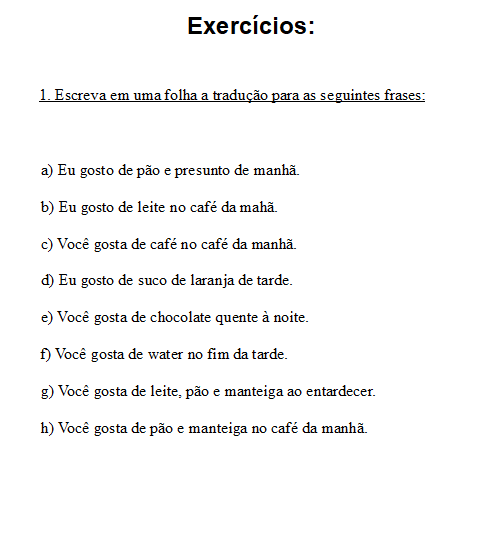 Exercícios:
1. Escreva em uma folha a tradução para as seguintes frases:
a) Eu gosto de pão e presunto de manhã.
b) Eu gosto de leite no café da mahã.
c) Você gosta de café no café da manhã.
d) Eu gosto de suco de laranja de tarde.
e) Você gosta de chocolate quente à noite.
f) Você gosta de water no fim da tarde.
g) Você gosta de leite, pão e manteiga ao entardecer.
h) Você gosta de pão e manteiga no café da manhã.